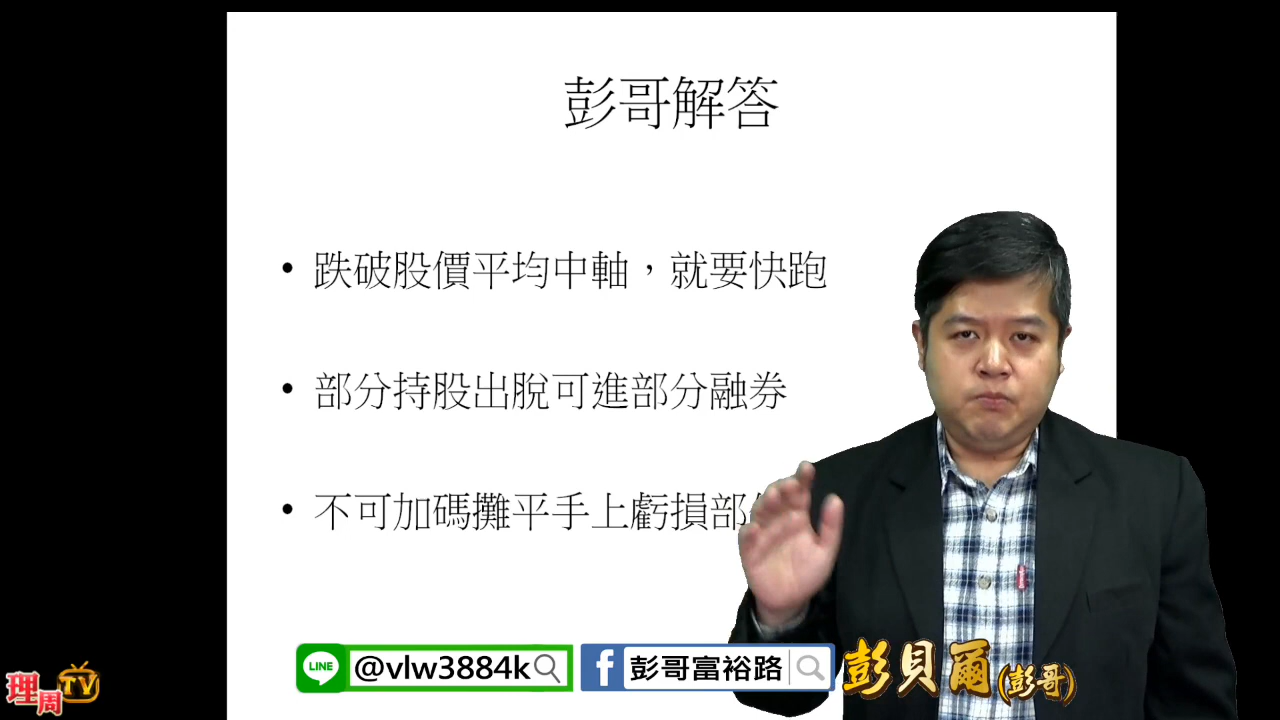 彭哥解答
• 跌破股價平均中軸，就要快跑
• 部分持股出脫可進部分融券
• 不可加碼攤平手上虧損部
LINE @vlw3884k
f 彭哥富裕路
彭貝爾(彭哥)
理周TV